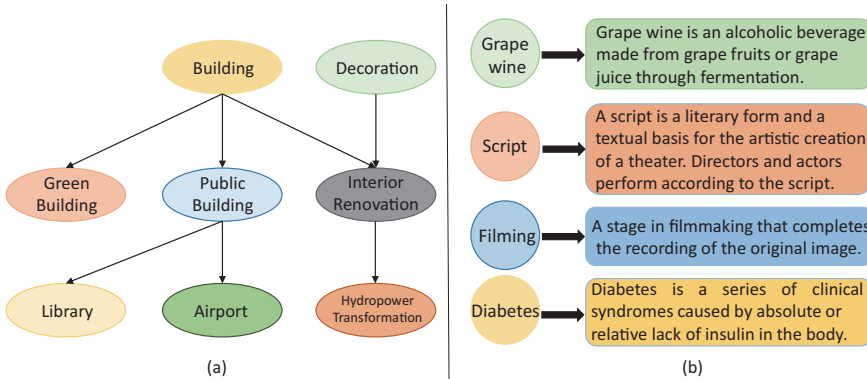 Building
Decoration
Green
Building
Public
Building
Interior
Renovation
Library
Airport
Hydropower
Transformation
(a)
Grape
wine
Grape wine is an alcoholic beverage
made from grape fruits or grape
juice through fermentation.
Script
A script is a literary form and a
textual basis for the artistic creation
of a theater. Directors and actors
perform according to the script.
Filming
A stage in filmmaking that completes
the recording of the original image.
Diabetes
Diabetes is a series of clinical
syndromes caused by absolute or
relative lack of insulin in the body.
(b)